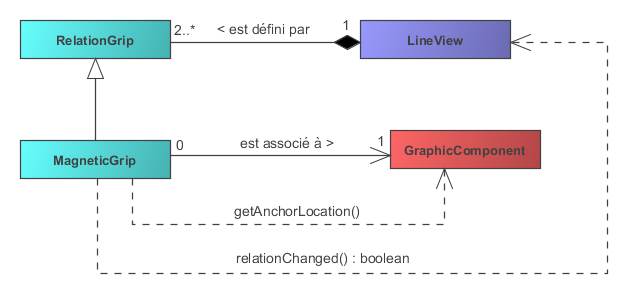 RelationGrip
2..*
< est défini par
1
LineView
MagneticGrip
0
est associé à >
1
GraphicComponent
getAnchorLocation()
relationChanged() : boolean